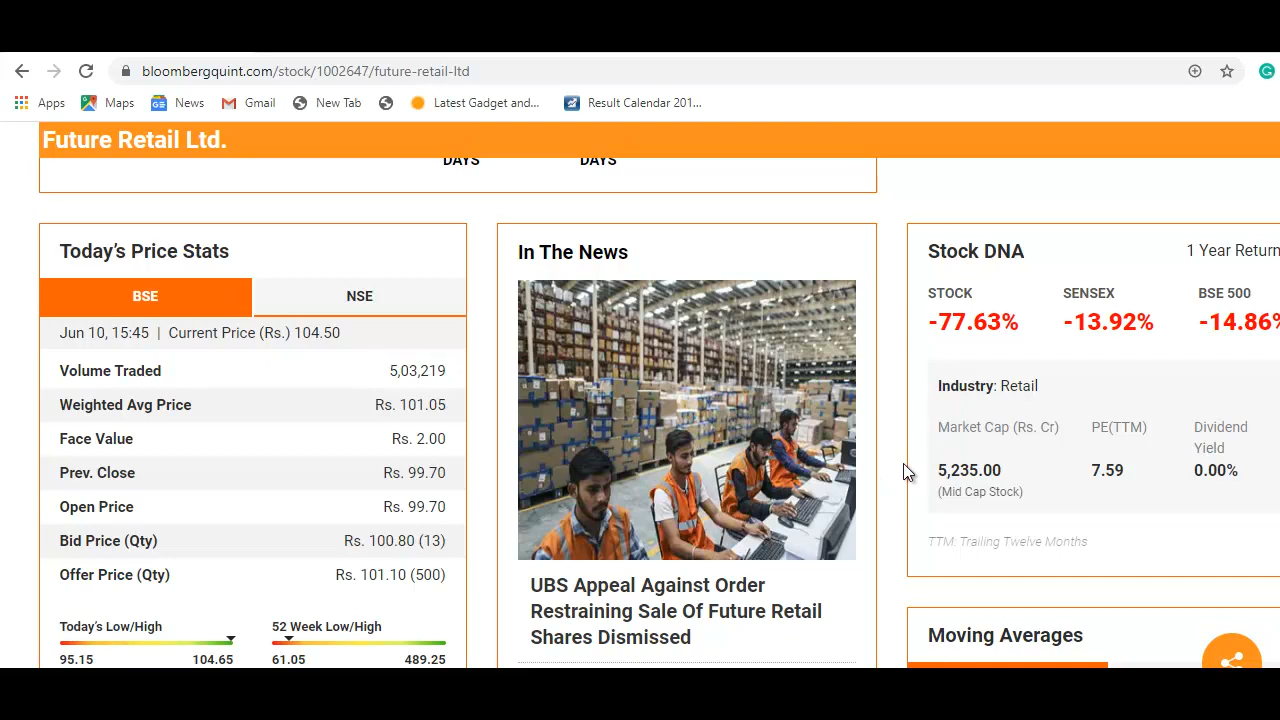 bloombergquint.com/stock/1002647/future-retail-ltd
Apps Maps News Gmail New Tab Latest Gadget and... Result Calendar 201...
Future Retail Ltd.
DAYS DAYS
Today's Price Stats
BSE NSE
Jun 10, 15:45 | Current Price (Rs.) 104.50
Volume Traded 5,03,219
Weighted Avg Price Rs. 101.05
Face Value Rs. 2.00
Prev. Close Rs. 99.70
Open Price Rs. 99.70
Bid Price (Qty) Rs. 100.80 (13)
Offer Price (Qty) Rs. 101.10 (500)
Today's Low/High 52 Week Low/High
95.15 104.65 61.05 489.25
In The News
UBS Appeal Against Order
Restraining Sale Of Future Retail
Shares Dismissed
Stock DNA 1 Year Return
STOCK SENSEX BSE 500
-77.63% -13.92% -14.86%
Industry: Retail
Market Cap (Rs. Cr) PE(TTM) Dividend
Yield
5,235.00 7.59 0.00%
(Mid Cap Stock)
TTM: Trailing Twelve Months
Moving Averages